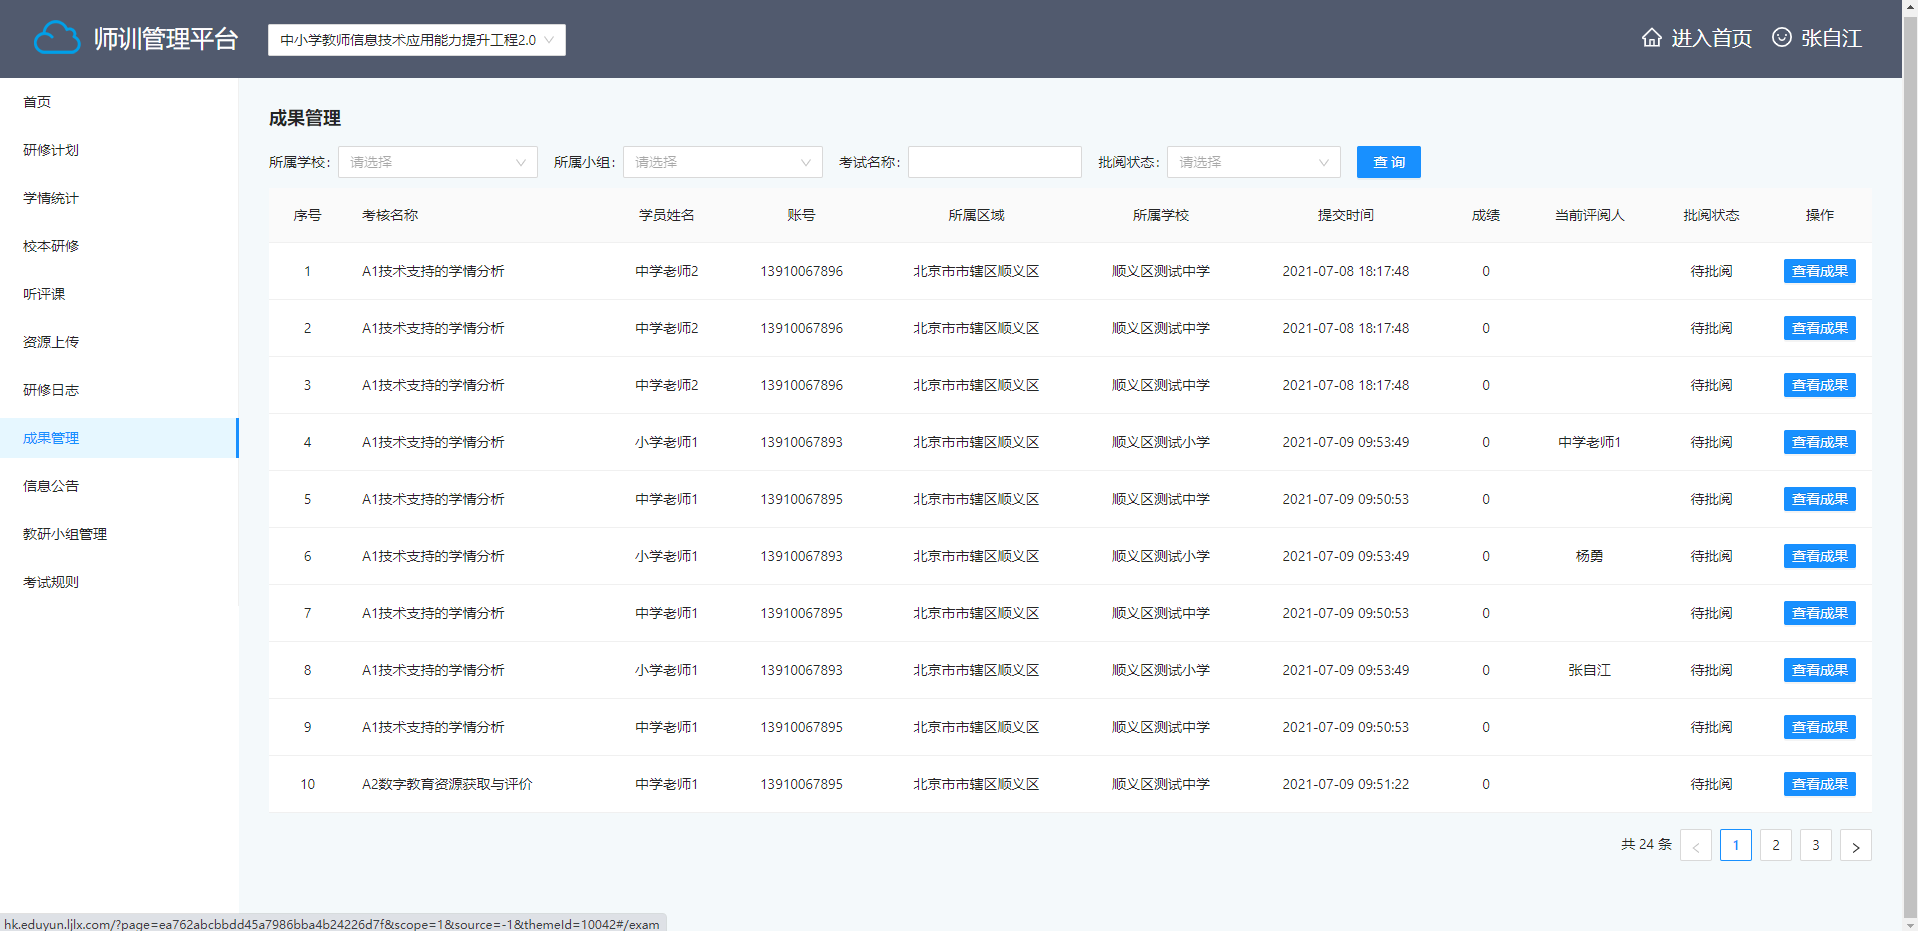 师训管理平台 中小学教师信息技术应用能力提升工程2.0 进入首页 张自江
首页
研修计划
学情统计
校本研修
听评课
资源上传
研修日志
成果管理
信息公告
教研小组管理
考试规则
成果管理
所属学校: 请选择 所属小组: 请选择 考试名称: 批阅状态: 请选择 查 询
序号 考核名称 学员姓名 账号 所属区域 所属学校 提交时间 成绩 当前评阅人 批阅状态 操作
1 A1技术支持的学情分析 中学老师2 13910067896 北京市市辖区顺义区 顺义区测试中学 2021-07-08 18:17:48 0 待批阅 查看成果
2 A1技术支持的学情分析 中学老师2 13910067896 北京市市辖区顺义区 顺义区测试中学 2021-07-08 18:17:48 0 待批阅 查看成果
3 A1技术支持的学情分析 中学老师2 13910067896 北京市市辖区顺义区 顺义区测试中学 2021-07-08 18:17:48 0 待批阅 查看成果
4 A1技术支持的学情分析 小学老师1 13910067893 北京市市辖区顺义区 顺义区测试小学 2021-07-09 09:53:49 0 中学老师1 待批阅 查看成果
5 A1技术支持的学情分析 中学老师1 13910067895 北京市市辖区顺义区 顺义区测试中学 2021-07-09 09:50:53 0 待批阅 查看成果
6 A1技术支持的学情分析 小学老师1 13910067893 北京市市辖区顺义区 顺义区测试小学 2021-07-09 09:53:49 0 杨勇 待批阅 查看成果
7 A1技术支持的学情分析 中学老师1 13910067895 北京市市辖区顺义区 顺义区测试中学 2021-07-09 09:50:53 0 待批阅 查看成果
8 A1技术支持的学情分析 小学老师1 13910067893 北京市市辖区顺义区 顺义区测试小学 2021-07-09 09:53:49 0 张自江 待批阅 查看成果
9 A1技术支持的学情分析 中学老师1 13910067895 北京市市辖区顺义区 顺义区测试中学 2021-07-09 09:50:53 0 待批阅 查看成果
10 A2数字教育资源获取与评价 中学老师1 13910067895 北京市市辖区顺义区 顺义区测试中学 2021-07-09 09:51:22 0 待批阅 查看成果
共 24 条 < 1 2 3 >
hk.eduyun.ljlx.com/?page=ea762abcbbdd45a7986bba4b24226d7f&scope=1&source=-1&themeId=10042#/exam